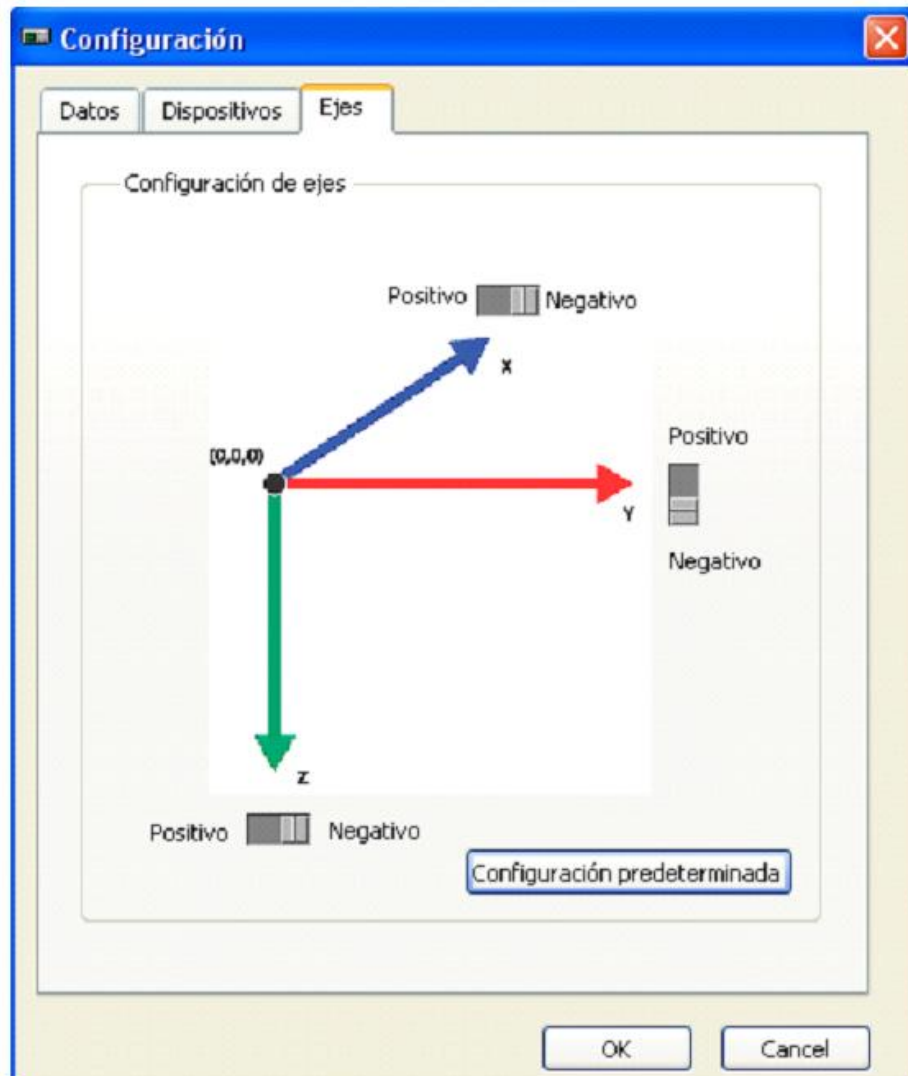 Configuración
Datos Dispositivos Ejes
Configuración de ejes
Positivo Negativo
X
(0,0,0)
Positivo
Y
Negativo
Z
Positivo Negativo
Configuración predeterminada
OK Cancel